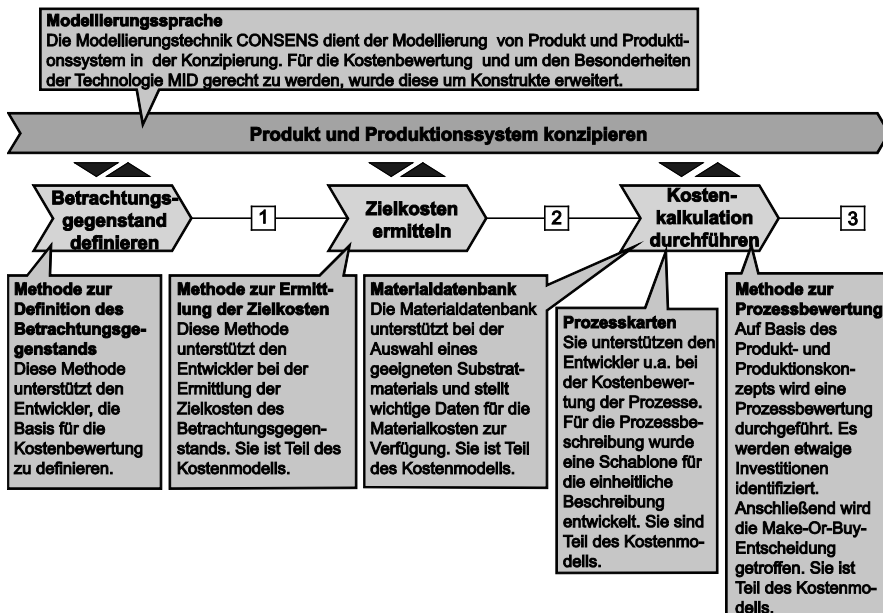 Modellierungssprache
Die Modellierungstechnik CONSENS dient der Modellierung von Produkt und Produkti-
onssystem in der Konzipierung. Für die Kostenbewertung und um den Besonderheiten
der Technologie MID gerecht zu werden, wurde diese um Konstrukte erweitert.
Produkt und Produktionssystem konzipieren
Betrachtungs-
gegenstand
definieren
1
Zielkosten
ermitteln
2
Kosten-
kalkulation
durchführen
3
Methode zur
Definition des
Betrachtungsge-
genstands
Diese Methode
unterstützt den
Entwickler, die
Basis für die
Kostenbewertung
zu definieren.
Methode zur Ermitt-
lung der Zielkosten
Diese Methode
unterstützt den
Entwickler bei der
Ermittlung der
Zielkosten des
Betrachtungsgegen-
stands. Sie ist Teil des
Kostenmodells.
Materialdatenbank
Die Materialdatenbank
unterstützt bei der
Auswahl eines
geeigneten Substrat-
materials und stellt
wichtige Daten für die
Materialkosten zur
Verfügung. Sie ist Teil
des Kostenmodells.
Prozesskarten
Sie unterstützen den
Entwickler u.a. bei
der Kostenbewer-
tung der Prozesse.
Für die Prozessbe-
schreibung wurde
eine Schablone für
die einheitliche
Beschreibung
entwickelt. Sie sind
Teil des Kostenmo-
dells.
Methode zur
Prozessbewertung
Auf Basis des
Produkt- und
Produktionskon-
zepts wird eine
Prozessbewertung
durchgeführt. Es
werden etwaige
Investitionen
identifiziert.
Anschließend wird
die Make-Or-Buy-
Entscheidung
getroffen. Sie ist
Teil des Kostenmo-
dells.